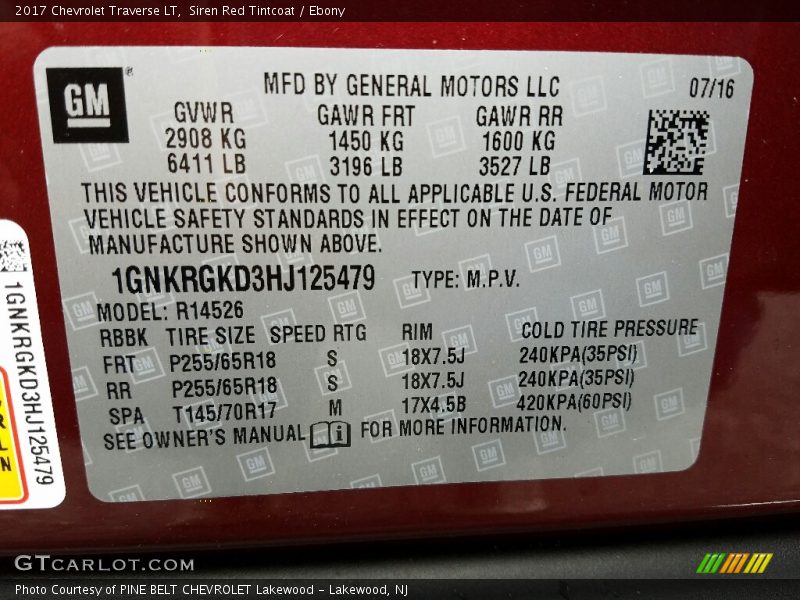 2017 Chevrolet Traverse LT, Siren Red Tintcoat / Ebony
GM
MFD BY GENERAL MOTORS LLC 07/16
GVWR GAWR FRT GAWR RR
2908 KG 1450 KG 1600 KG
6411 LB 3196 LB 3527 LB
THIS VEHICLE CONFORMS TO ALL APPLICABLE U.S. FEDERAL MOTOR
VEHICLE SAFETY STANDARDS IN EFFECT ON THE DATE OF
MANUFACTURE SHOWN ABOVE.
1GNKRGKD3HJ125479 TYPE: M.P.V.
MODEL: R14526
RBBK TIRE SIZE SPEED RTG RIM COLD TIRE PRESSURE
FRT P255/65R18 S 18X7.5J 240KPA(35PSI)
RR P255/65R18 S 18X7.5J 240KPA(35PSI)
SPA T145/70R17 M 17X4.5B 420KPA(60PSI)
SEE OWNER'S MANUAL i FOR MORE INFORMATION.
1GNKRGKD3HJ125479
GTCARLOT.COM
Photo Courtesy of PINE BELT CHEVROLET Lakewood - Lakewood, NJ